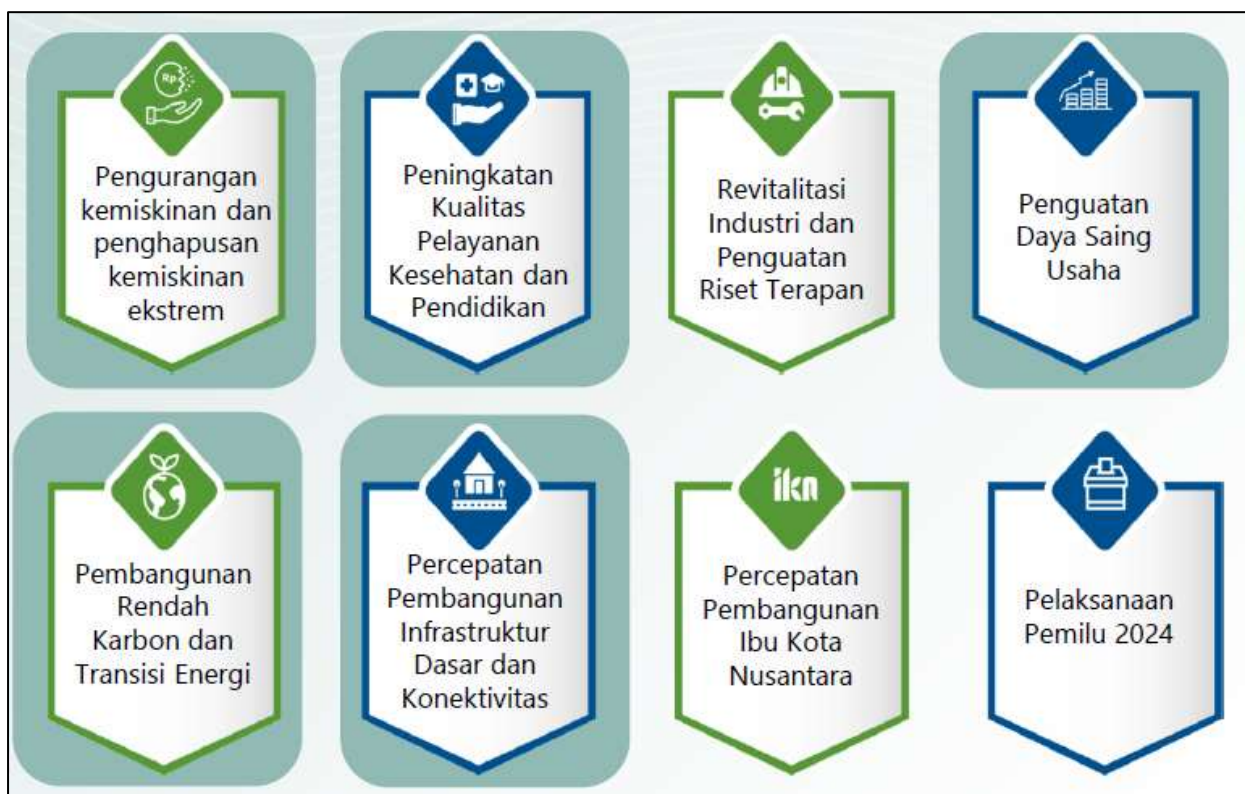 Rp
Pengurangan
kemiskinan dan
penghapusan
kemiskinan
ekstrem
Peningkatan
Kualitas
Pelayanan
Kesehatan dan
Pendidikan
Revitalitasi
Industri dan
Penguatan
Riset Terapan
Penguatan
Daya Saing
Usaha
Pembangunan
Rendah
Karbon dan
Transisi Energi
Percepatan
Pembangunan
Infrastruktur
Dasar dan
Konektivitas
ikn
Percepatan
Pembangunan
Ibu Kota
Nusantara
Pelaksanaan
Pemilu 2024